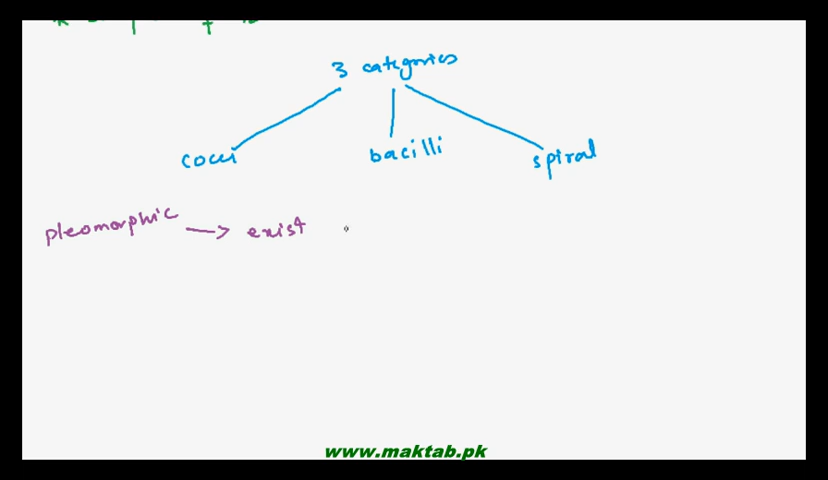 3 categories
cocci bacilli spiral
pleomorphic → exist
www.maktab.pk